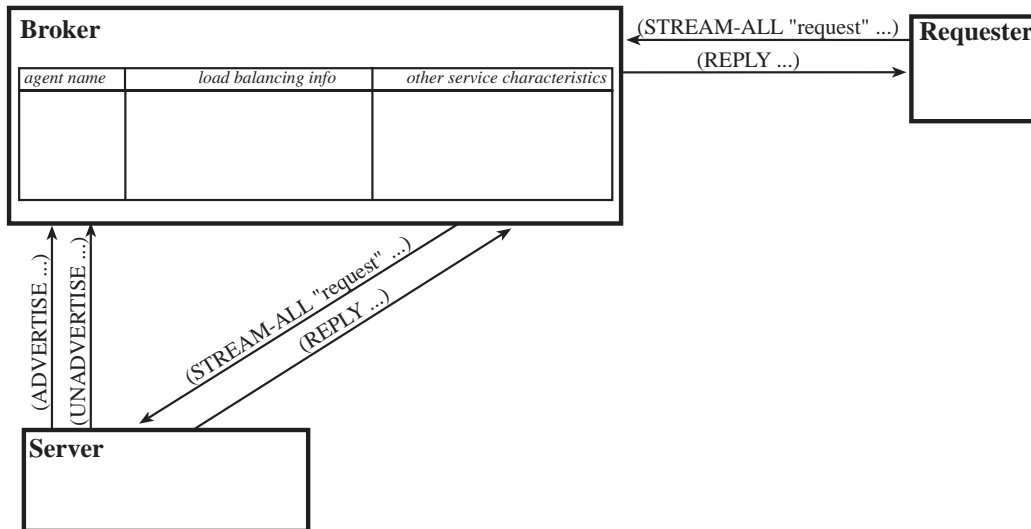 Broker
agent name load balancing info other service characteristics
(STREAM-ALL "request" ...)
(REPLY ...)
Requester
(ADVERTISE ...)
(UNADVERTISE ...)
(STREAM-ALL "request" ...)
(REPLY ...)
Server